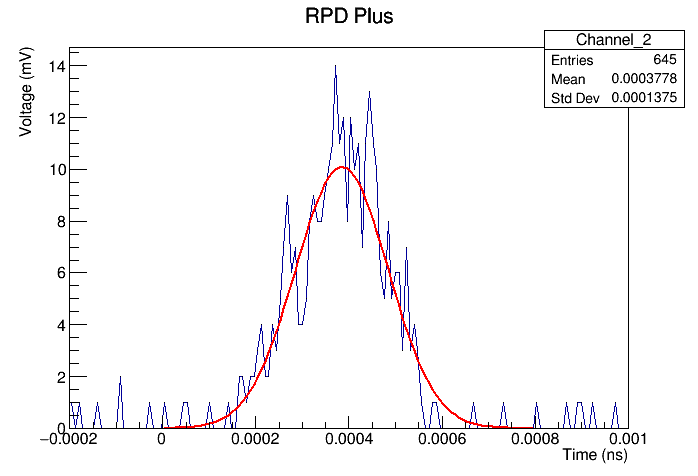 RPD Plus
Channel_2
Entries 645
Mean 0.0003778
Std Dev 0.0001375
Voltage (mV)
14
12
10
8
6
4
2
0
−0.0002 0 0.0002 0.0004 0.0006 0.0008 0.001
Time (ns)